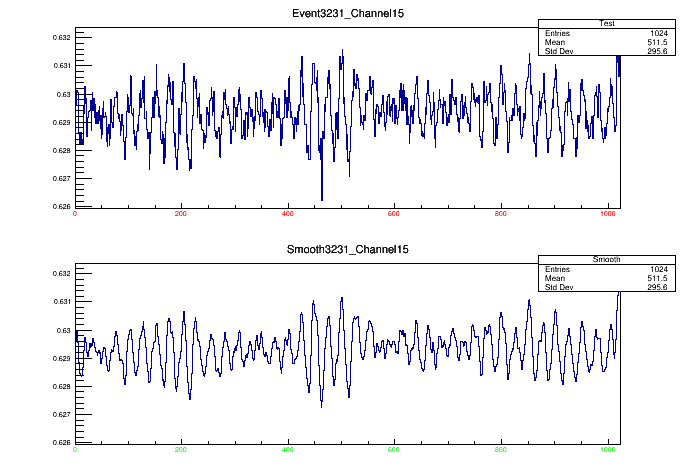 Event3231_Channel15
Test
Entries 1024
Mean 511.5
Std Dev 295.6
0.632
0.631
0.63
0.629
0.628
0.627
0.626
0 200 400 600 800 1000
Smooth3231_Channel15
Smooth
Entries 1024
Mean 511.5
Std Dev 295.6
0.632
0.631
0.63
0.629
0.628
0.627
0.626
0 200 400 600 800 1000